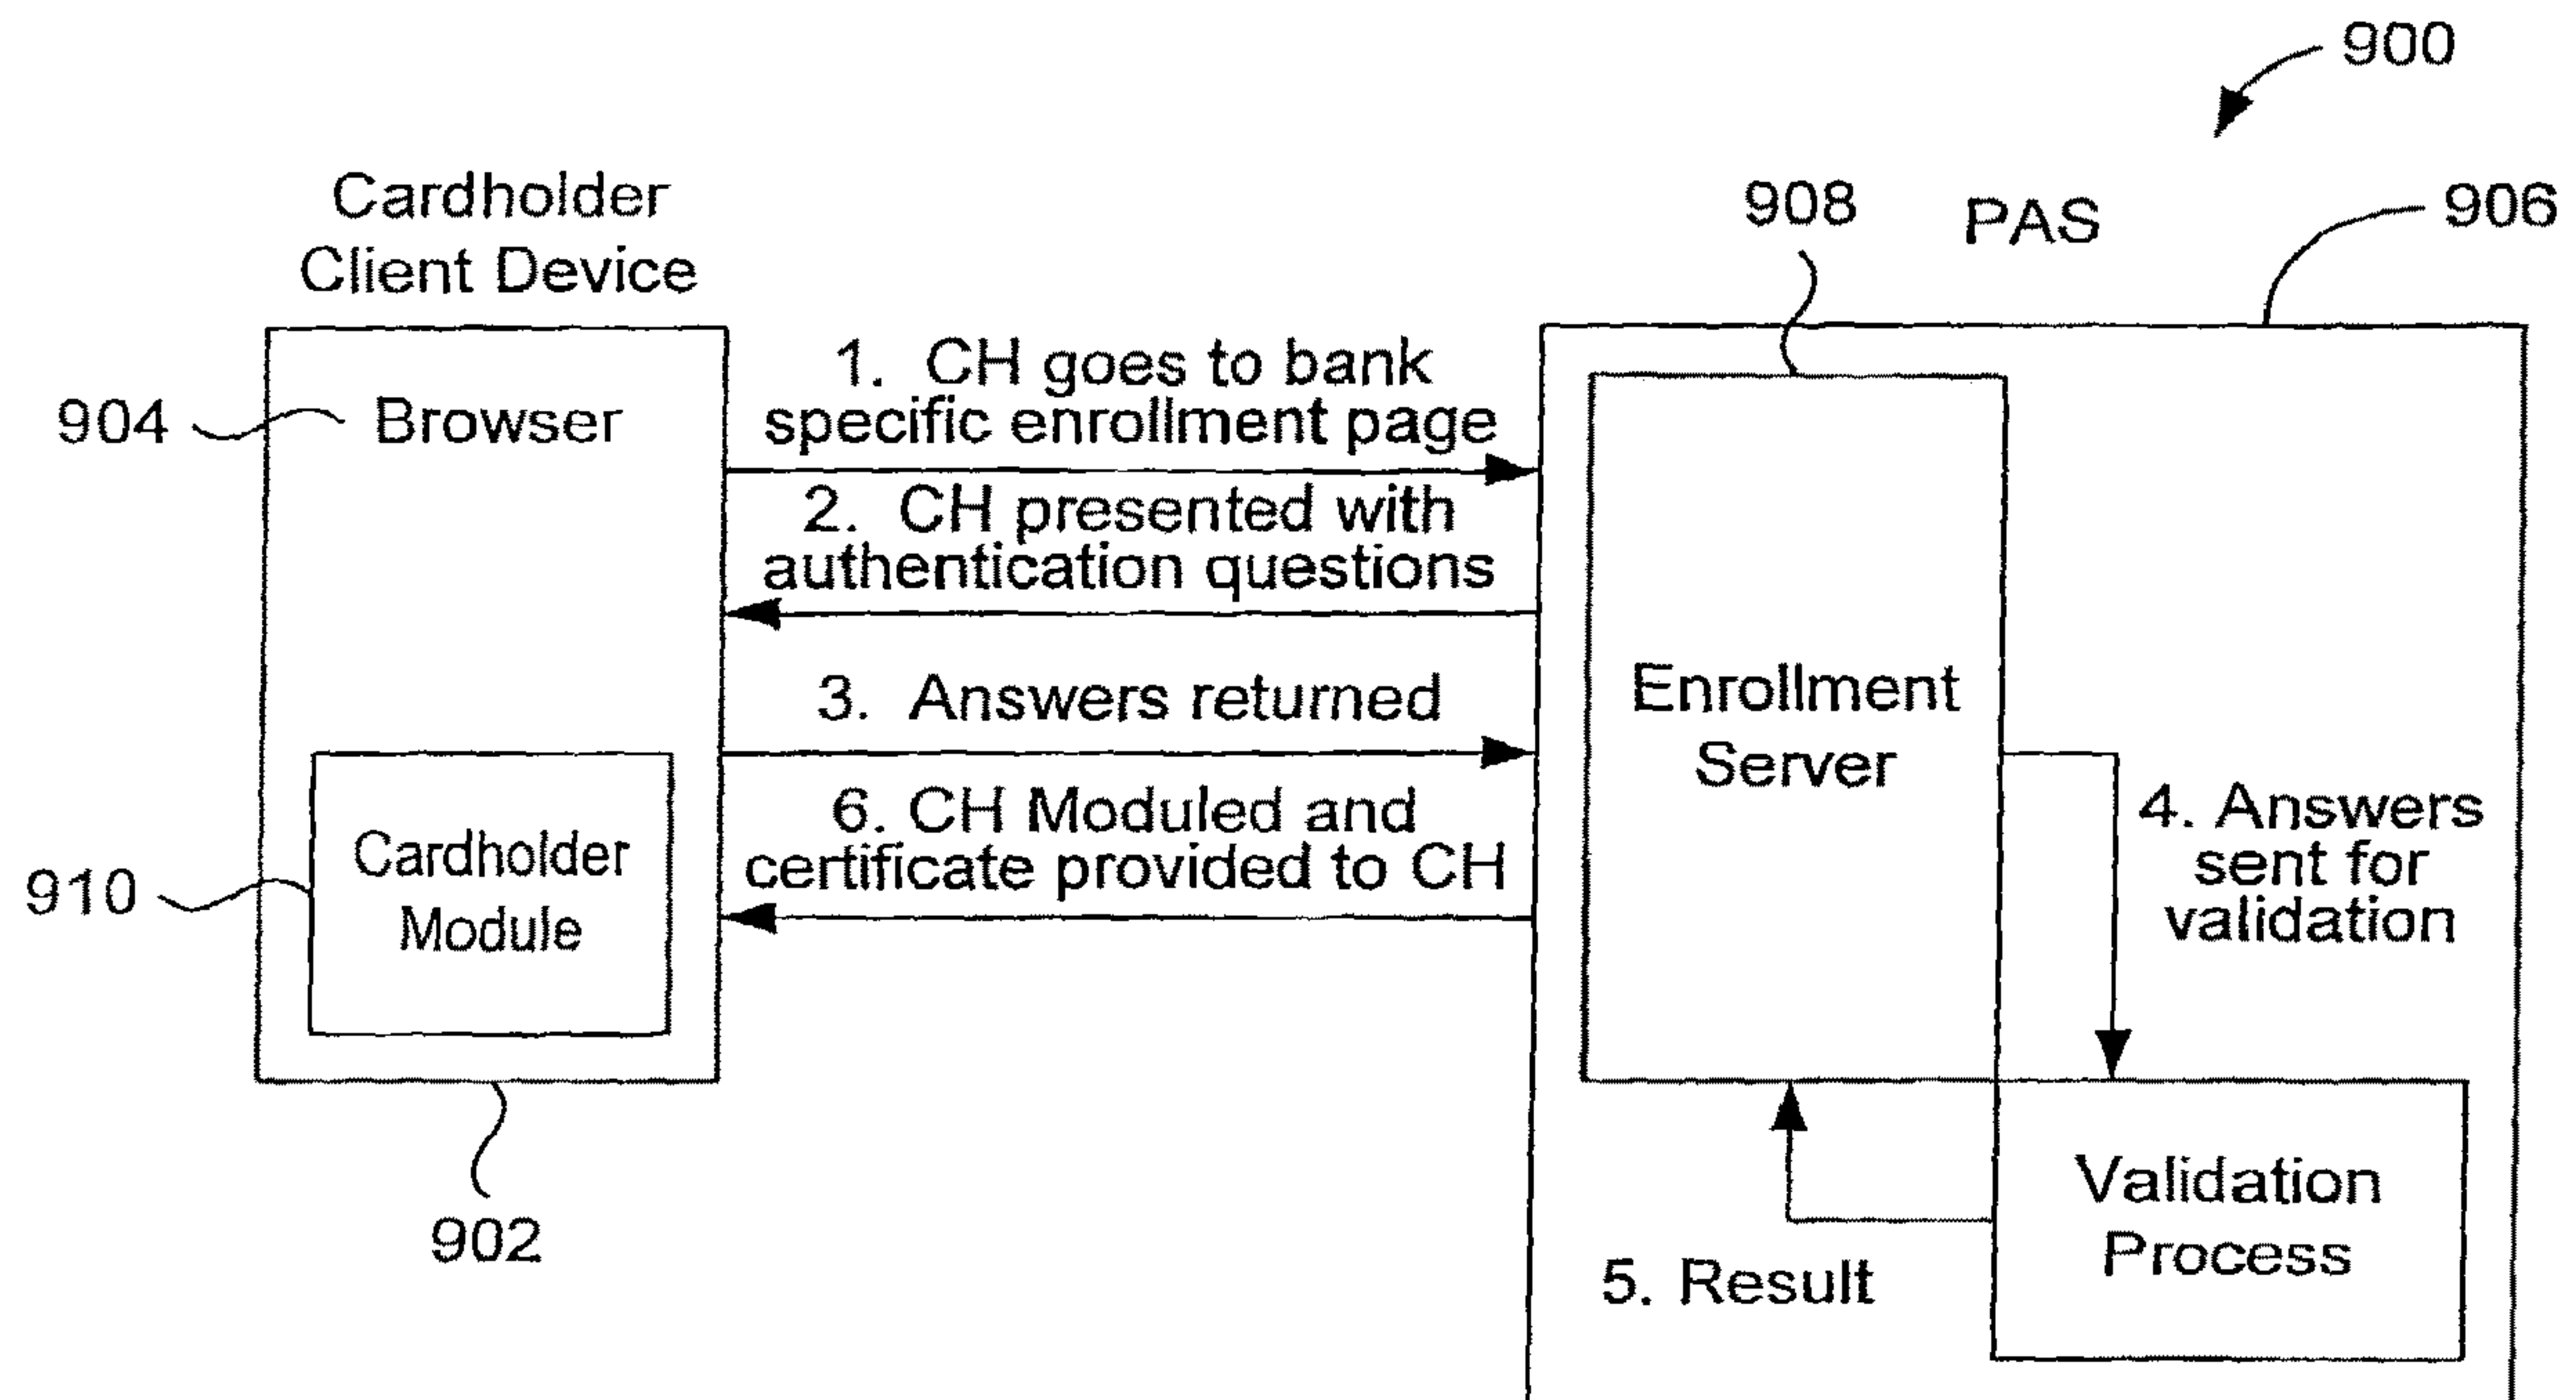 900
Cardholder
Client Device
908
PAS
906
904
Browser
1. CH goes to bank
specific enrollment page
2. CH presented with
authentication questions
3. Answers returned
6. CH Moduled and
certificate provided to CH
Enrollment
Server
4. Answers
sent for
validation
910
Cardholder
Module
902
5. Result
Validation
Process